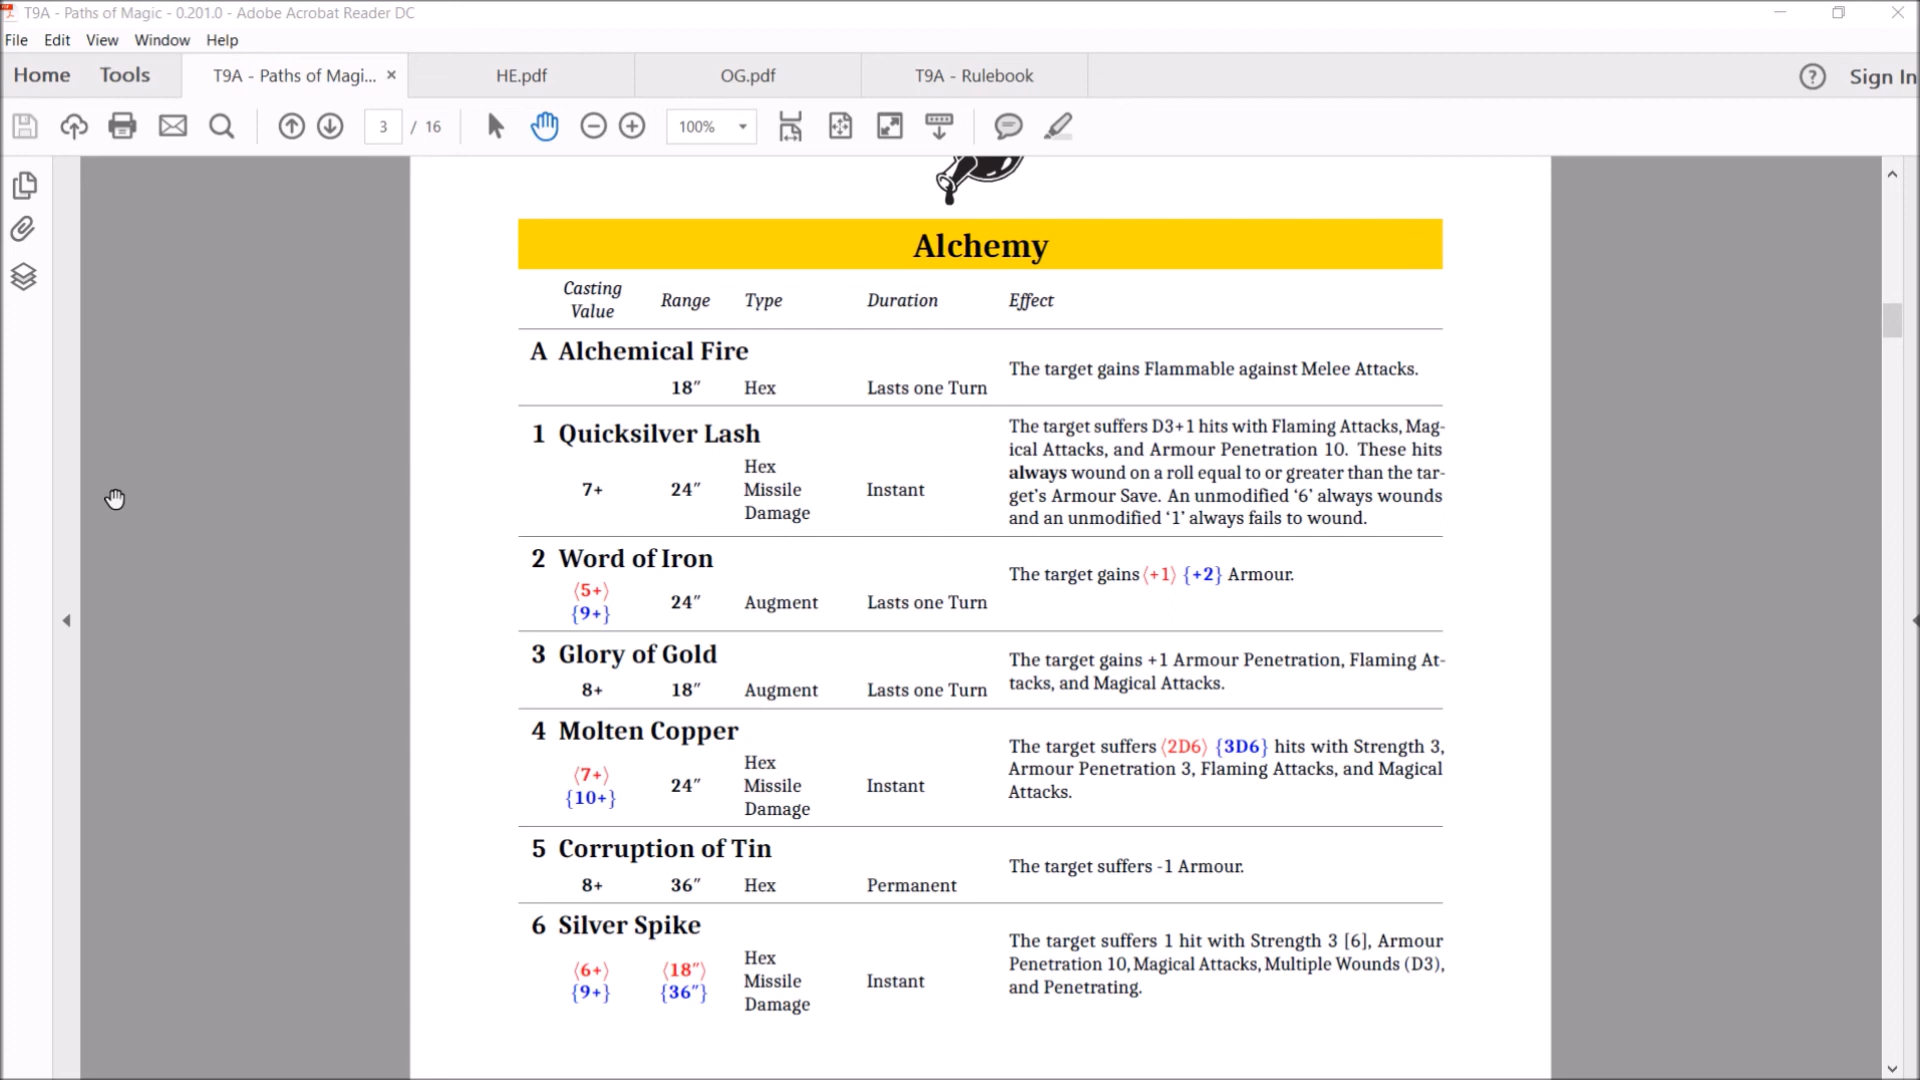 T9A - Paths of Magic - 0.201.0 - Adobe Acrobat Reader DC
File Edit View Window Help
Home Tools T9A - Paths of Magi... × HE.pdf OG.pdf T9A - Rulebook ? Sign In
3 / 16 100%
Alchemy
Casting Value Range Type Duration Effect
A Alchemical Fire
18″ Hex Lasts one Turn
The target gains Flammable against Melee Attacks.
1 Quicksilver Lash
7+ 24″ Hex
Missile
Damage
Instant
The target suffers D3+1 hits with Flaming Attacks, Mag-
ical Attacks, and Armour Penetration 10. These hits
always wound on a roll equal to or greater than the tar-
get's Armour Save. An unmodified ‘6’ always wounds
and an unmodified ‘1’ always fails to wound.
2 Word of Iron
⟨5+⟩
{9+}
24″ Augment Lasts one Turn
The target gains ⟨+1⟩ {+2} Armour.
3 Glory of Gold
8+ 18″ Augment Lasts one Turn
The target gains +1 Armour Penetration, Flaming At-
tacks, and Magical Attacks.
4 Molten Copper
⟨7+⟩
{10+}
24″ Hex
Missile
Damage
Instant
The target suffers ⟨2D6⟩ {3D6} hits with Strength 3,
Armour Penetration 3, Flaming Attacks, and Magical
Attacks.
5 Corruption of Tin
8+ 36″ Hex Permanent
The target suffers -1 Armour.
6 Silver Spike
⟨6+⟩ ⟨18″⟩
{9+} {36″}
Hex
Missile
Damage
Instant
The target suffers 1 hit with Strength 3 [6], Armour
Penetration 10, Magical Attacks, Multiple Wounds (D3),
and Penetrating.